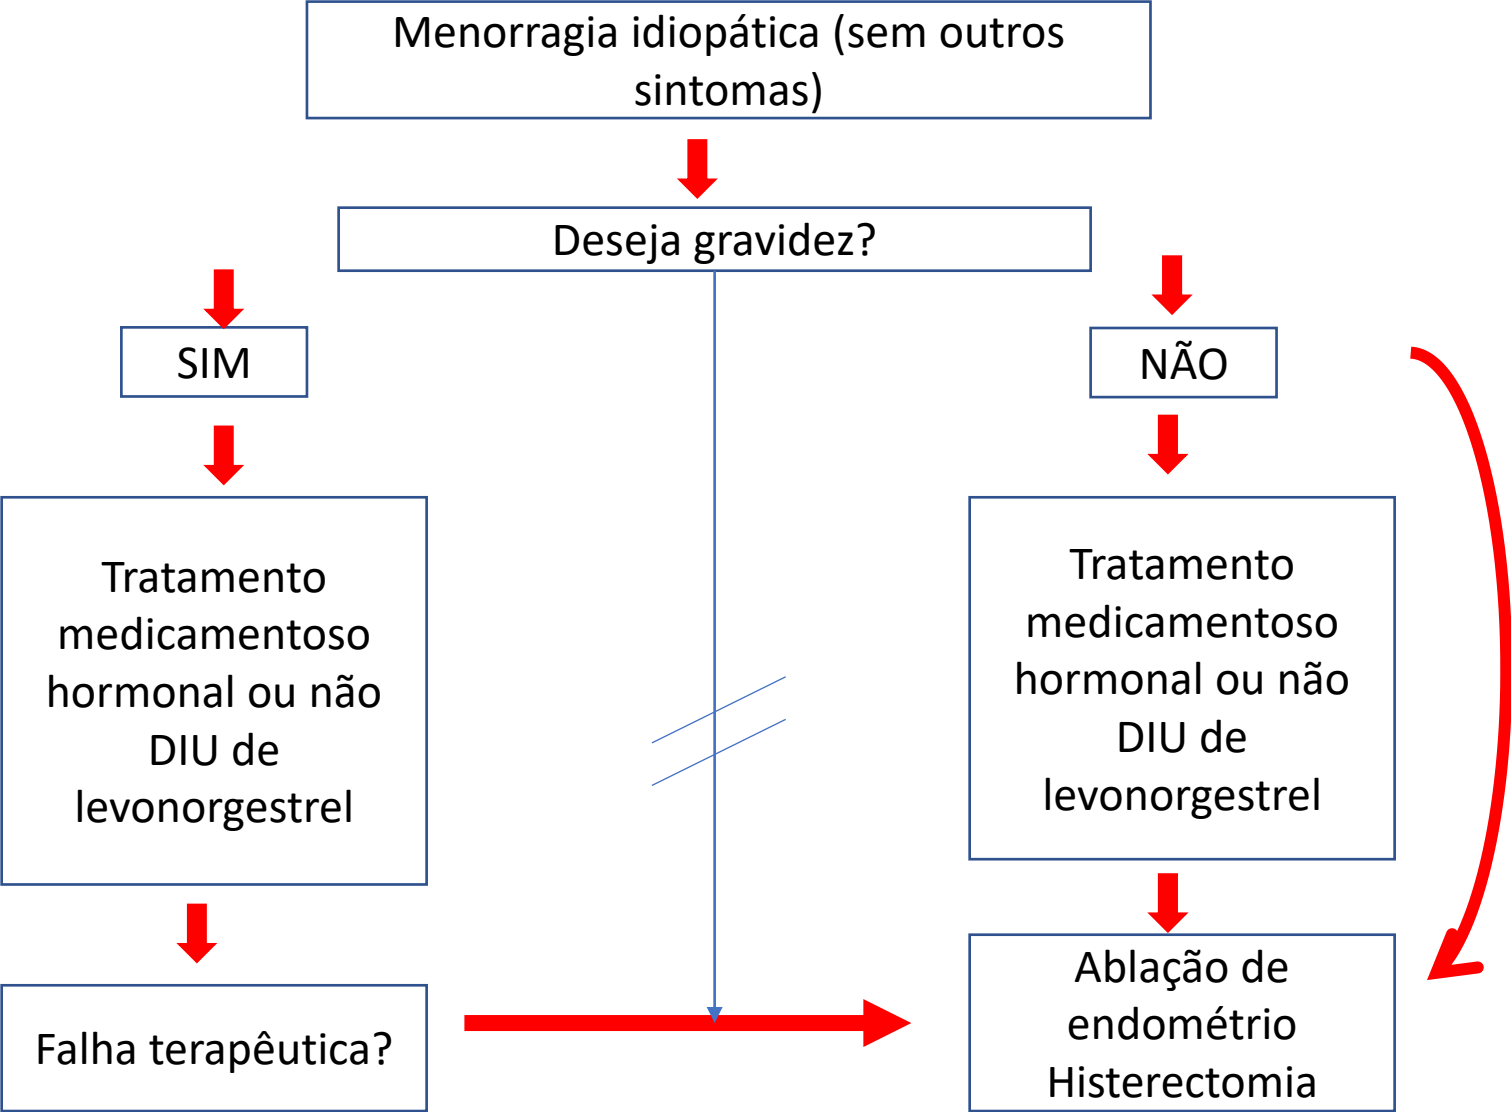 Menorragia idiopática (sem outros
sintomas)
Deseja gravidez?
SIM
NÃO
Tratamento
medicamentoso
hormonal ou não
DIU de
levonorgestrel
Tratamento
medicamentoso
hormonal ou não
DIU de
levonorgestrel
Falha terapêutica?
Ablação de
endométrio
Histerectomia